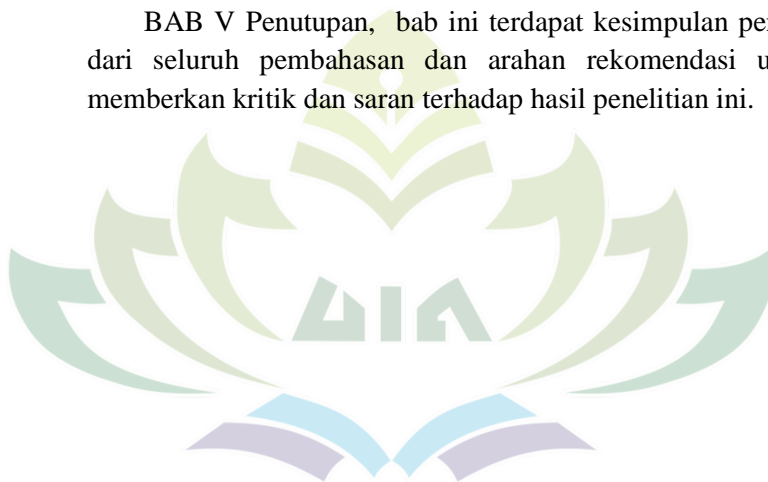 BAB V Penutupan, bab ini terdapat kesimpulan
dari seluruh pembahasan dan arahan rekomendasi
memberkan kritik dan saran terhadap hasil penelitian ini.
UIN